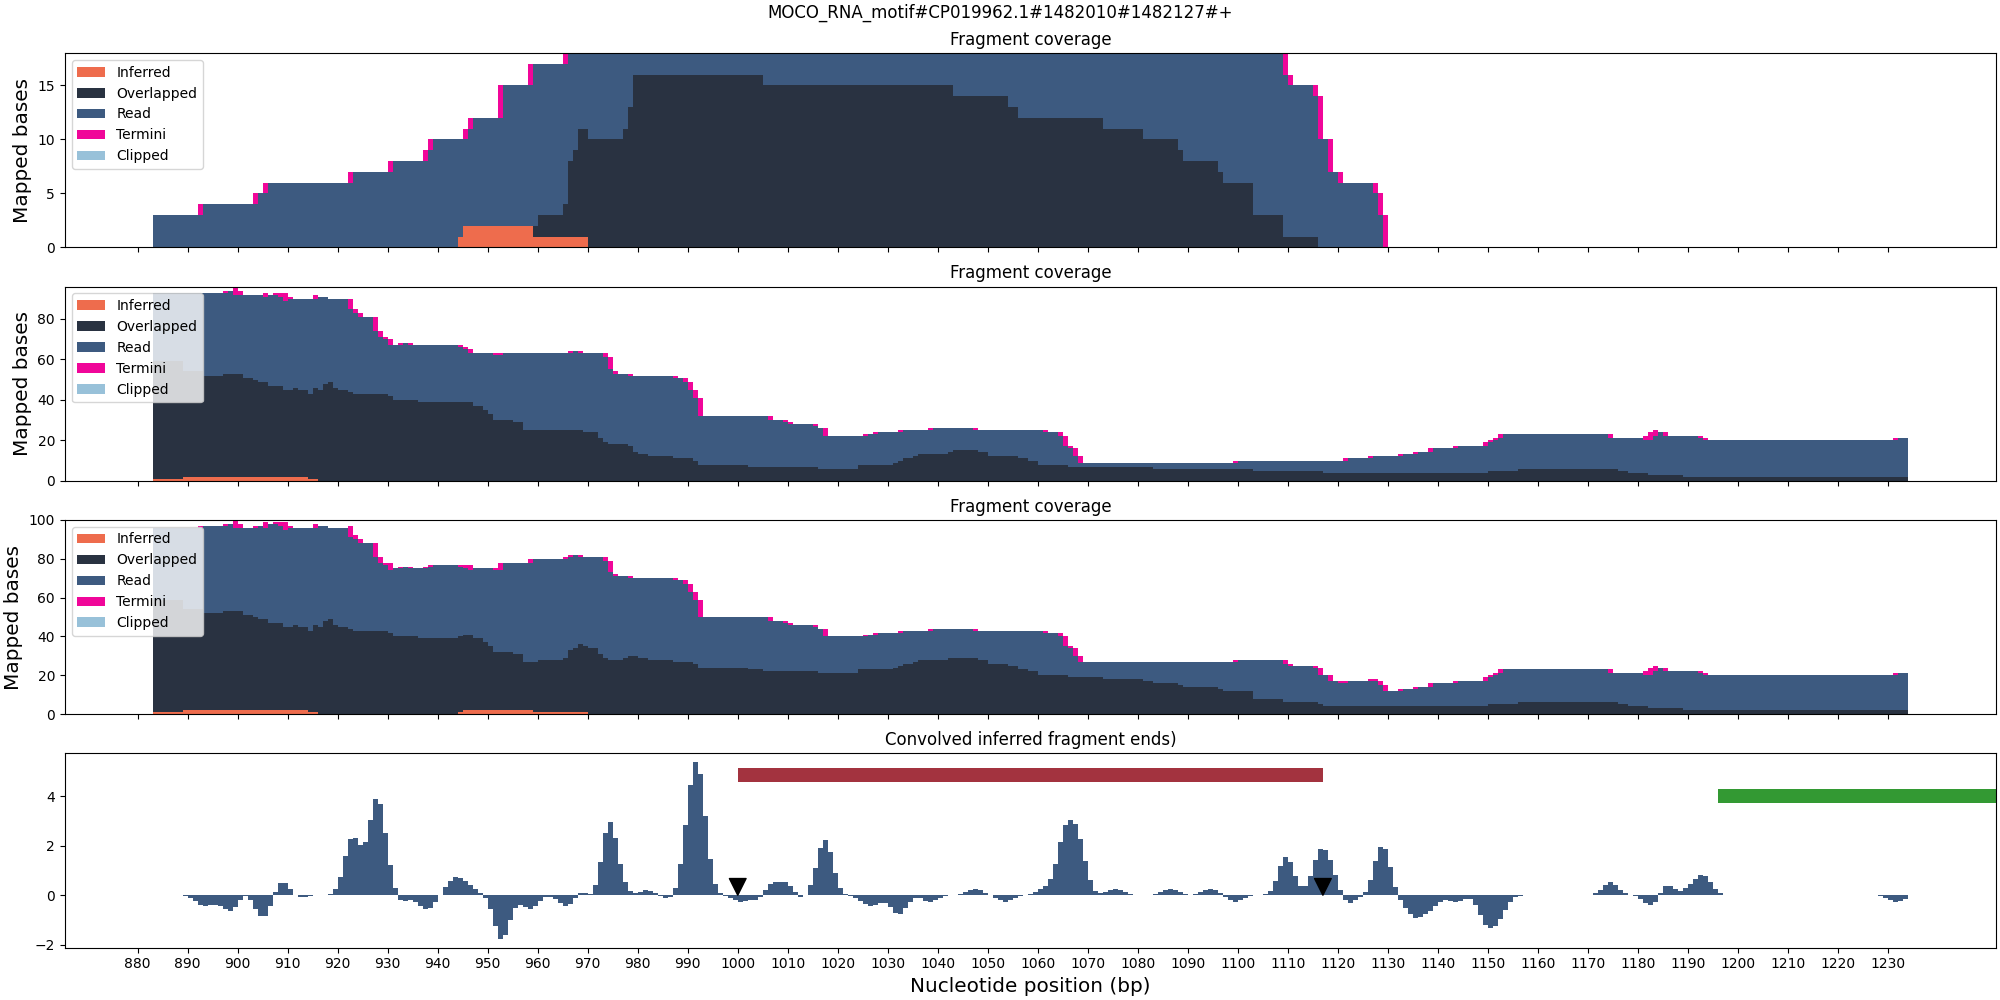 MOCO_RNA_motif#CP019962.1#1482010#1482127#+
Fragment coverage
Mapped bases
15
10
5
0
Inferred
Overlapped
Read
Termini
Clipped
Fragment coverage
Mapped bases
80
60
40
20
0
Inferred
Overlapped
Read
Termini
Clipped
Fragment coverage
Mapped bases
100
80
60
40
20
0
Inferred
Overlapped
Read
Termini
Clipped
Convolved inferred fragment ends)
4
2
0
−2
880 890 900 910 920 930 940 950 960 970 980 990 1000 1010 1020 1030 1040 1050 1060 1070 1080 1090 1100 1110 1120 1130 1140 1150 1160 1170 1180 1190 1200 1210 1220 1230
Nucleotide position (bp)